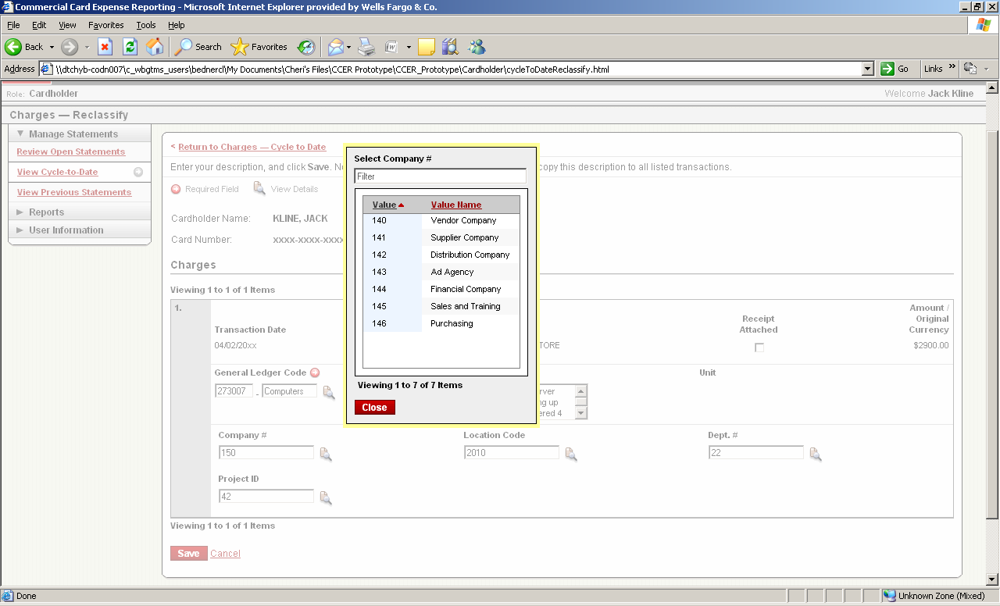 Commercial Card Expense Reporting - Microsoft Internet Explorer provided by Wells Fargo & Co.
File Edit View Favorites Tools Help
Back Search Favorites
Address \\dtchyb-codn007\c_wbgtms_users\bednercl\My Documents\Cheri's Files\CCER Prototype\CCER_Prototype\Cardholder\cycleToDateReclassify.html Go Links »
Role: Cardholder Welcome Jack Kline
Charges — Reclassify
Manage Statements
Review Open Statements
View Cycle-to-Date
View Previous Statements
Reports
User Information
< Return to Charges — Cycle to Date
Enter your description, and click Save. copy this description to all listed transactions.
Required Field View Details
Cardholder Name: KLINE, JACK
Card Number: xxxx-xxxx-xxxx
Charges
Viewing 1 to 1 of 1 Items
1.
Transaction Date
Receipt Attached
Amount / Original Currency
04/02/20xx
TORE
$2900.00
General Ledger Code
Unit
273007 - Computers
rver
ng up
ered 4
Company # Location Code Dept. #
150 2010 22
Project ID
42
Viewing 1 to 1 of 1 Items
Save Cancel
Select Company #
Filter
Value Value Name
140 Vendor Company
141 Supplier Company
142 Distribution Company
143 Ad Agency
144 Financial Company
145 Sales and Training
146 Purchasing
Viewing 1 to 7 of 7 Items
Close
Done Unknown Zone (Mixed)